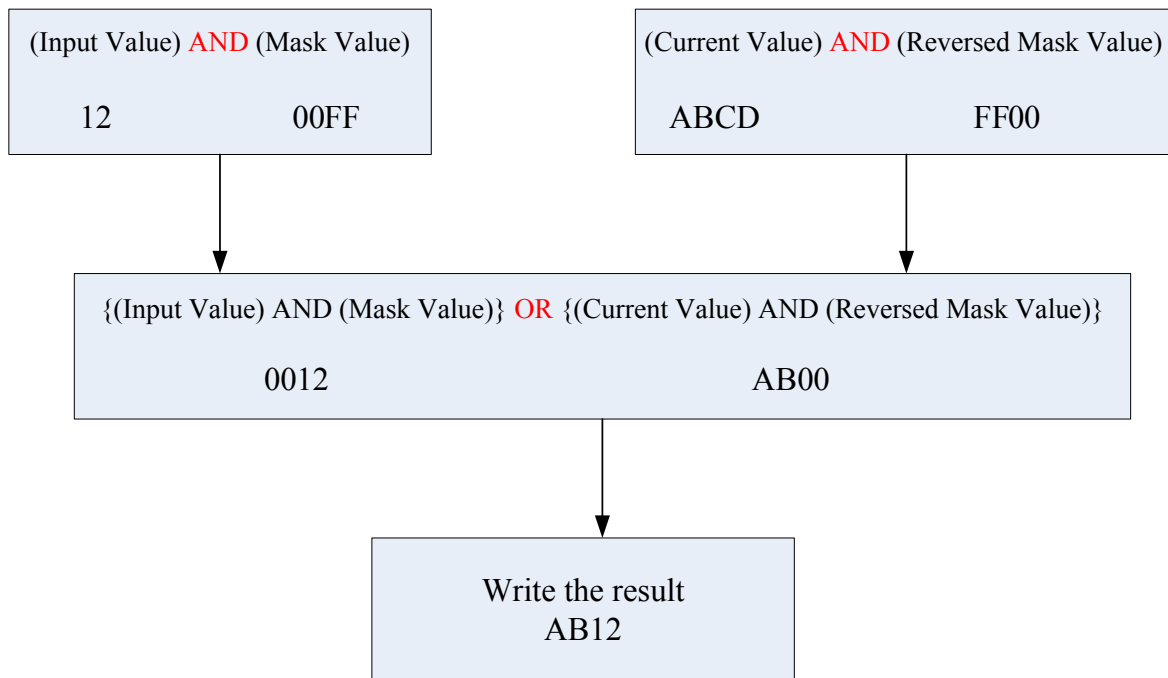 (Input Value) AND (Mask Value)
12 00FF
(Current Value) AND (Reversed Mask Value)
ABCD FF00
{(Input Value) AND (Mask Value)} OR {(Current Value) AND (Reversed Mask Value)}
0012 AB00
Write the result
AB12